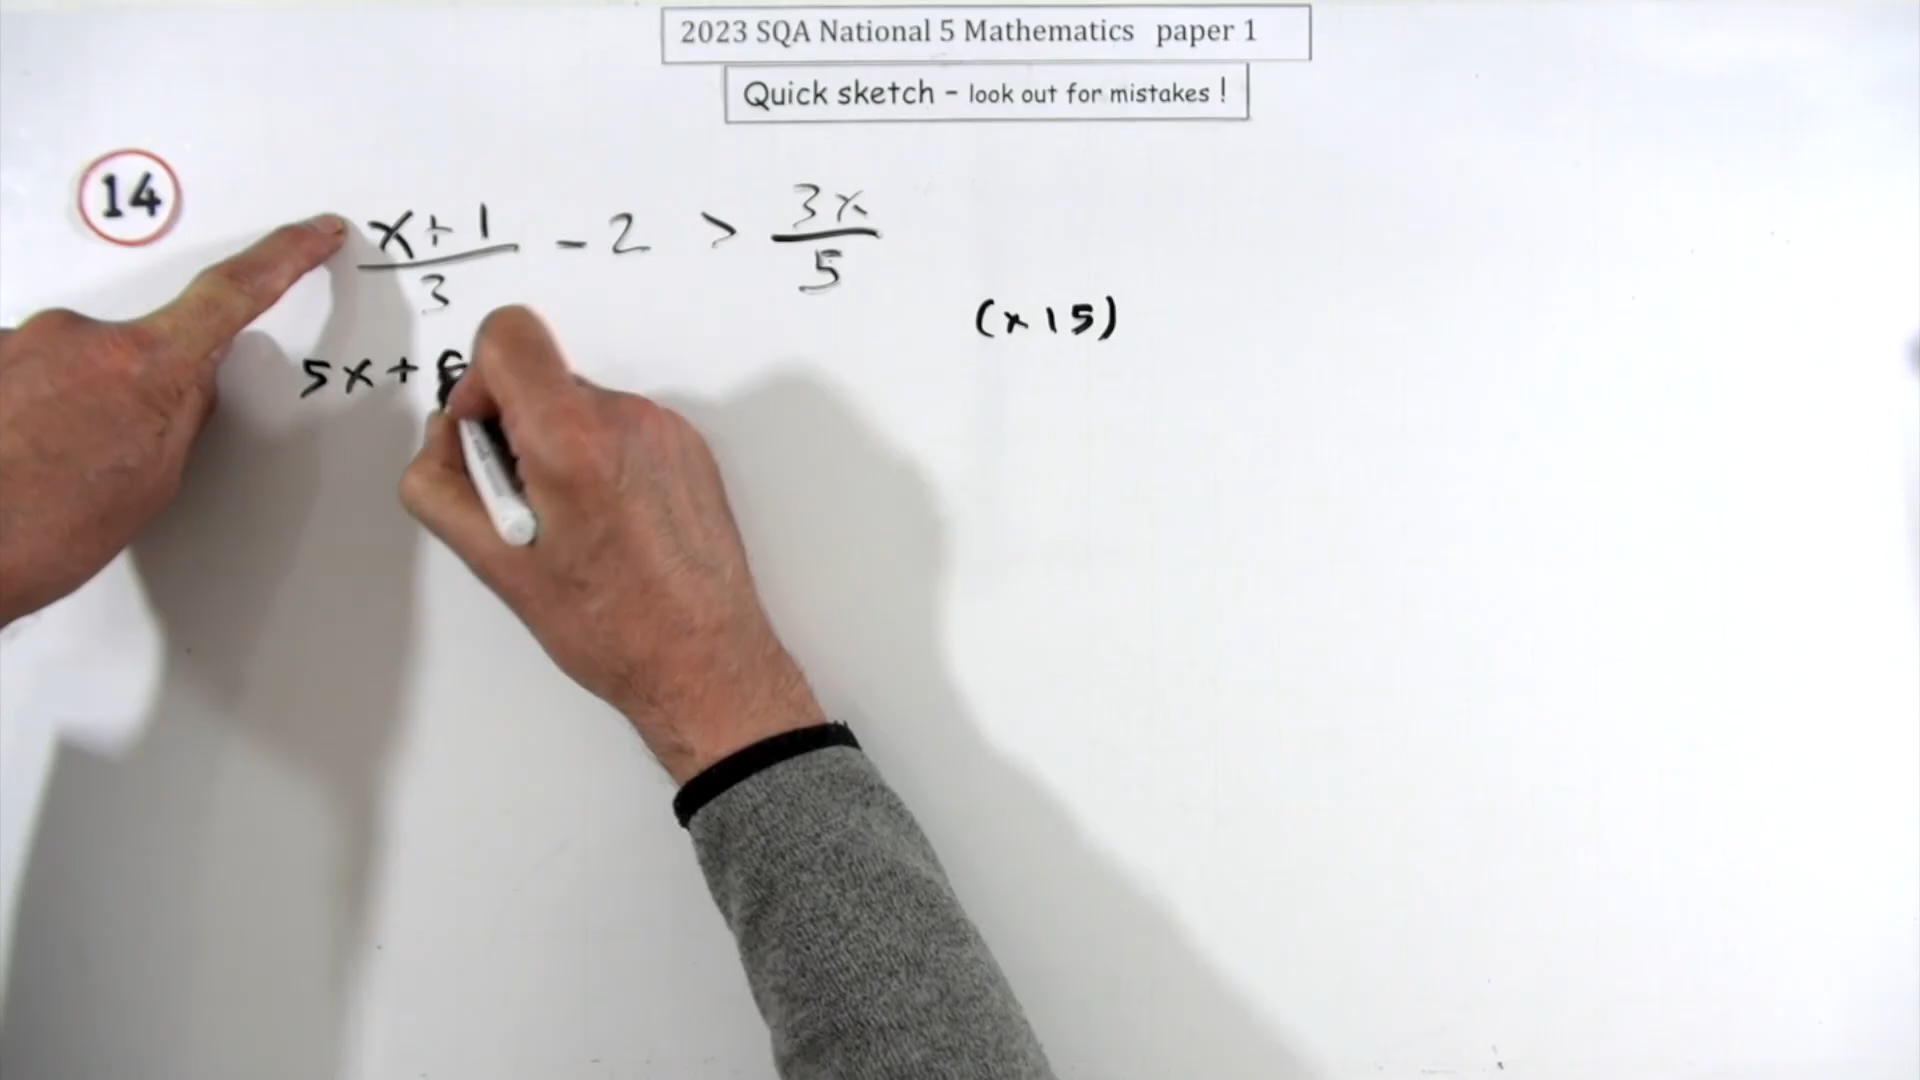 2023 SQA National 5 Mathematics paper 1
Quick sketch - look out for mistakes !
14
x+1/3 - 2 > 3x/5
(x 15)
5x +